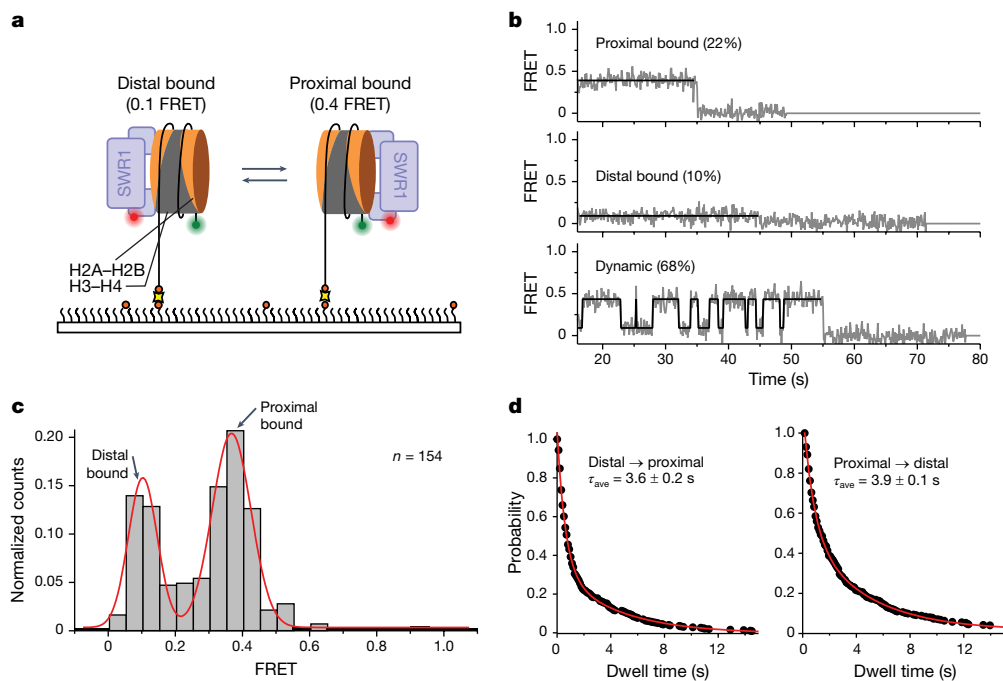 a
Distal bound
(0.1 FRET)
Proximal bound
(0.4 FRET)
SWR1
SWR1
H2A–H2B
H3–H4
b
FRET
1.0
0.5
0
Proximal bound (22%)
FRET
1.0
0.5
0
Distal bound (10%)
FRET
1.0
0.5
0
Dynamic (68%)
20 30 40 50 60 70 80
Time (s)
c
Normalized counts
0.20
0.15
0.10
0.05
0
Distal
bound
Proximal
bound
n = 154
0 0.2 0.4 0.6 0.8 1.0
FRET
d
Probability
1.0
0.8
0.6
0.4
0.2
0
Distal → proximal
τave = 3.6 ± 0.2 s
0 4 8 12
Dwell time (s)
1.0
0.8
0.6
0.4
0.2
0
Proximal → distal
τave = 3.9 ± 0.1 s
0 4 8 12
Dwell time (s)